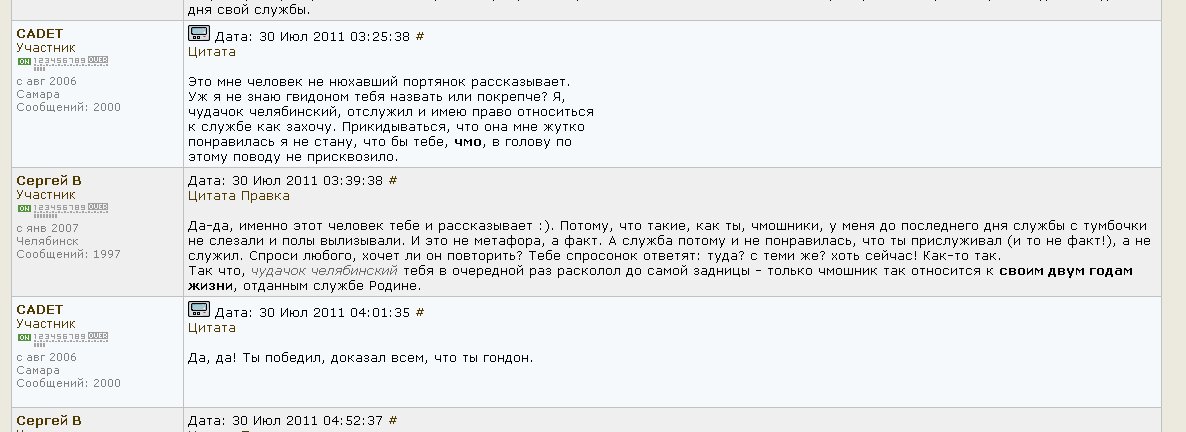 дня свой службы.
CADET
Участник
ON 123456789 OVER
с авг 2006
Самара
Сообщений: 2000
Дата: 30 Июл 2011 03:25:38 #
Цитата
Это мне человек не нюхавший портянок рассказывает.
Уж я не знаю гвидоном тебя назвать или покрепче? Я,
чудачок челябинский, отслужил и имею право относиться
к службе как захочу. Прикидываться, что она мне жутко
понравилась я не стану, что бы тебе, чмо, в голову по
этому поводу не присквозило.
Сергей В
Участник
ON 123456789 OVER
с янв 2007
Челябинск
Сообщений: 1997
Дата: 30 Июл 2011 03:39:38 #
Цитата Правка
Да-да, именно этот человек тебе и рассказывает :). Потому, что такие, как ты, чмошники, у меня до последнего дня службы с тумбочки
не слезали и полы вылизывали. И это не метафора, а факт. А служба потому и не понравилась, что ты прислуживал (и то не факт!), а не
служил. Спроси любого, хочет ли он повторить? Тебе спросонок ответят: туда? с теми же? хоть сейчас! Как-то так.
Так что, чудачок челябинский тебя в очередной раз расколол до самой задницы - только чмошник так относится к своим двум годам
жизни, отданным службе Родине.
CADET
Участник
ON 123456789 OVER
с авг 2006
Самара
Сообщений: 2000
Дата: 30 Июл 2011 04:01:35 #
Цитата
Да, да! Ты победил, доказал всем, что ты гондон.
Сергей В
Дата: 30 Июл 2011 04:52:37 #